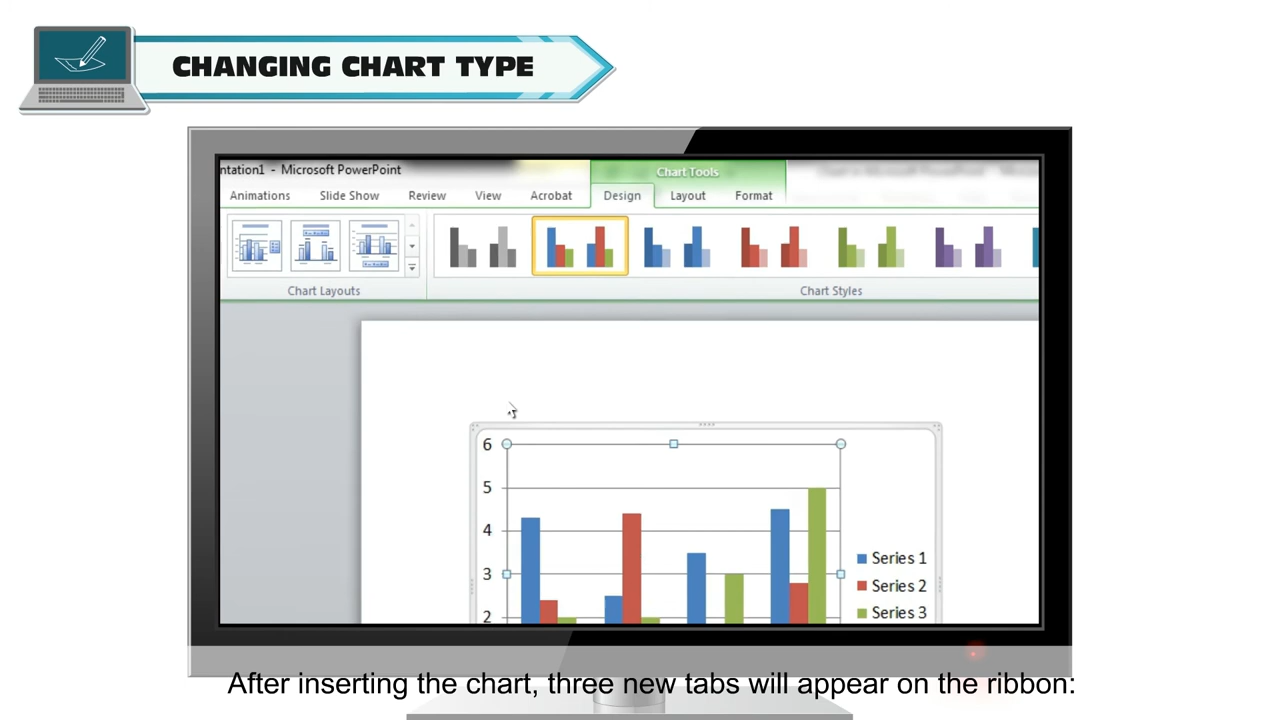 CHANGING CHART TYPE
ntation1 - Microsoft PowerPoint
Chart Tools
Animations Slide Show Review View Acrobat Design Layout Format
Chart Layouts
Chart Styles
6
5
4
3
2
Series 1
Series 2
Series 3
After inserting the chart, three new tabs will appear on the ribbon: